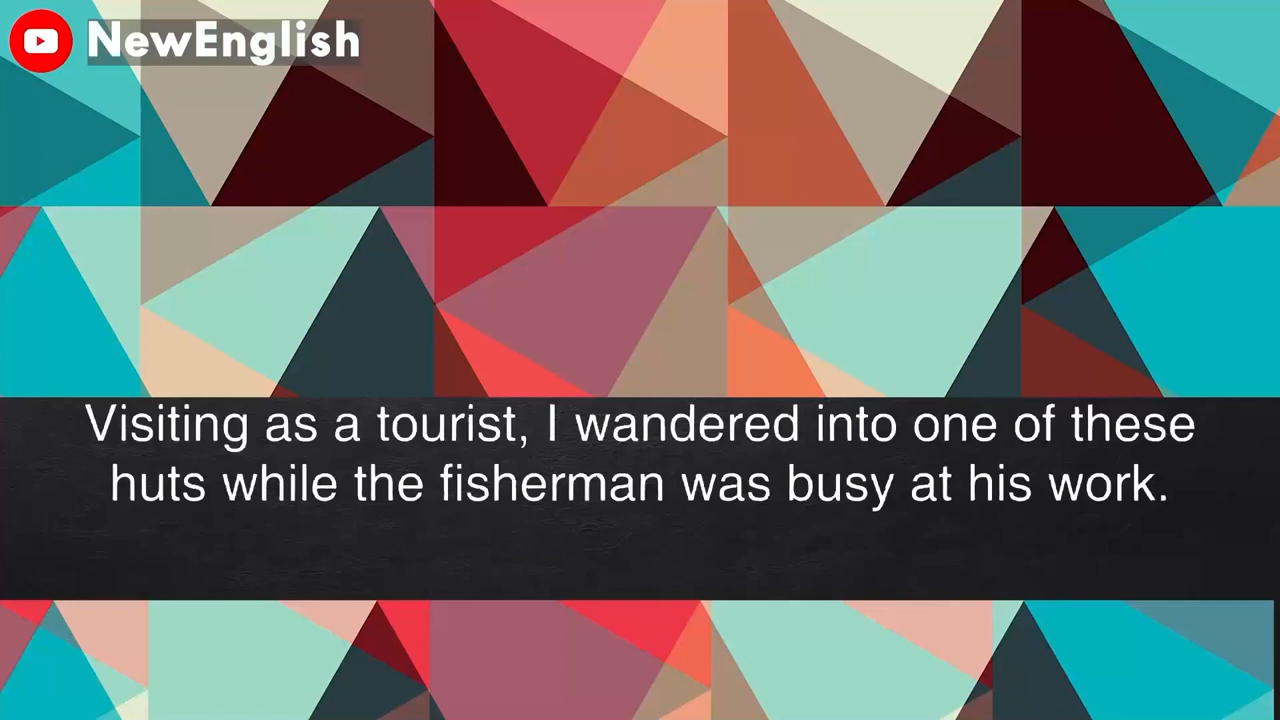 NewEnglish
Visiting as a tourist, I wandered into one of these
huts while the fisherman was busy at his work.